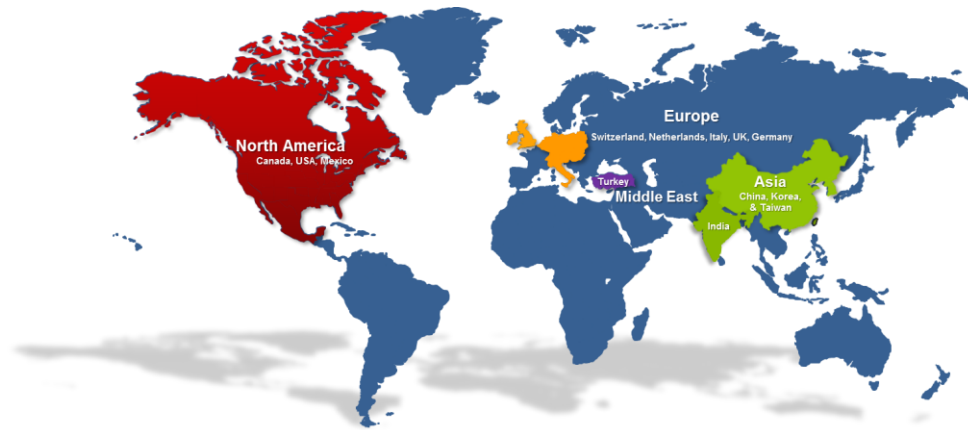 North America
Canada, USA, Mexico
Europe
Switzerland, Netherlands, Italy, UK, Germany
Turkey
Middle East
Asia
China, Korea,
& Taiwan
India